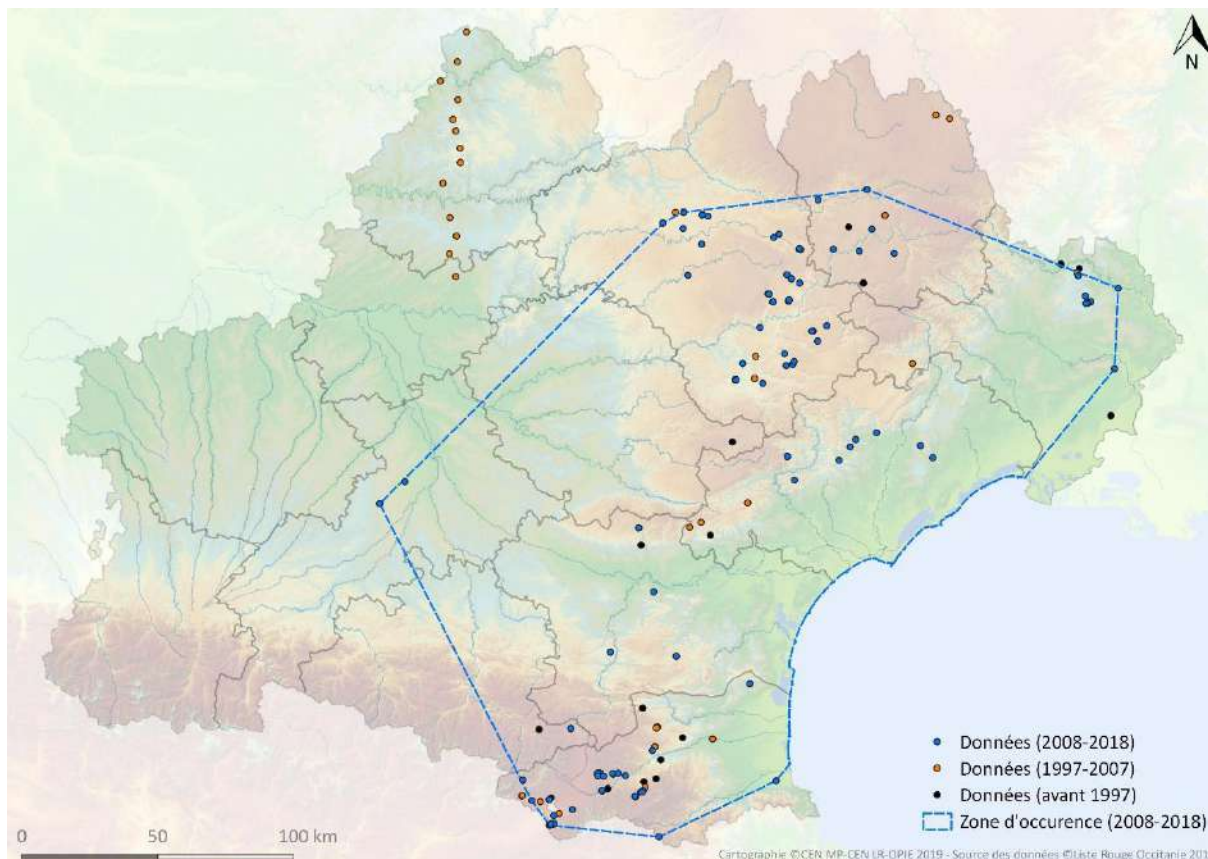 N
Données (2008-2018)
Données (1997-2007)
Données (avant 1997)
Zone d'occurence (2008-2018)
0 50 100 km
Cartographie ©CEN MP-CEN LR-OPIE 2019 - Source des données ©Liste Rouge Occitanie 201